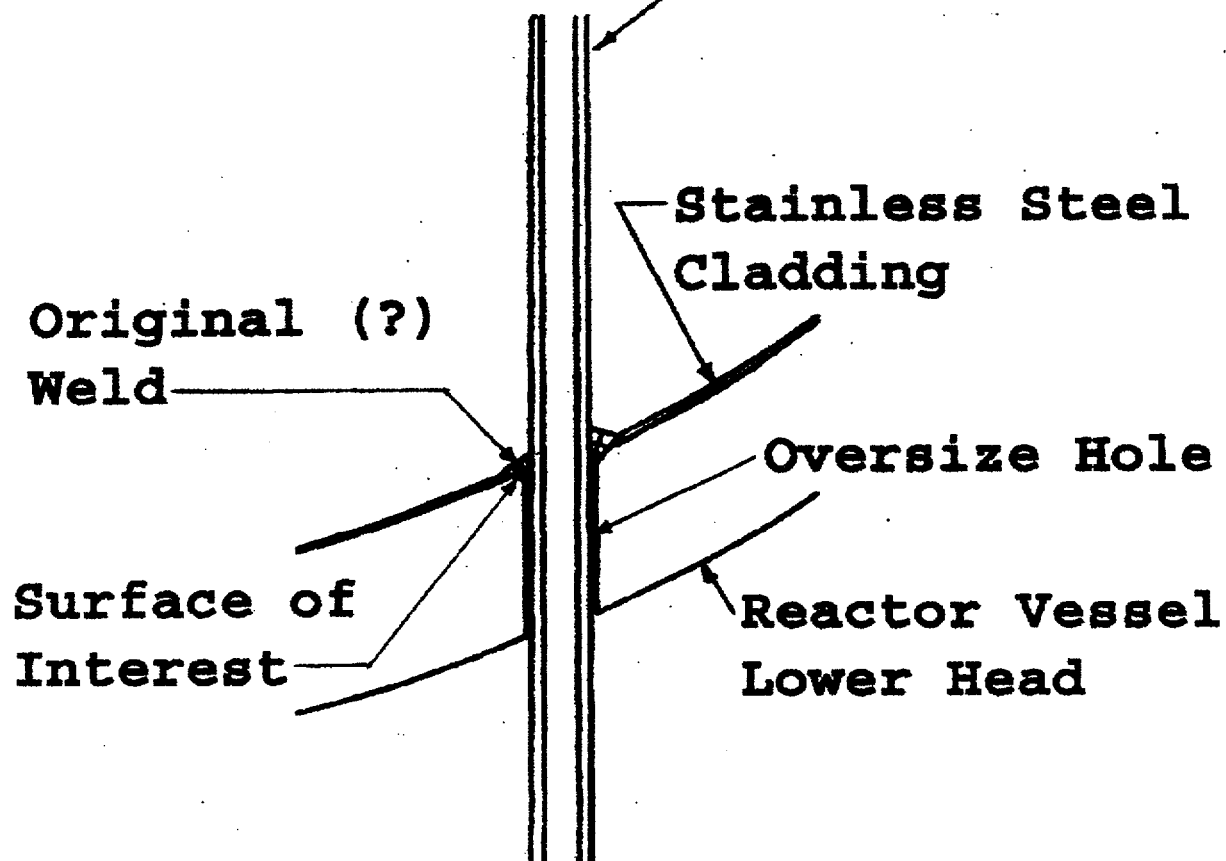 Stainless Steel
Cladding
Original (?)
Weld
Oversize Hole
Surface of
Interest
Reactor Vessel
Lower Head